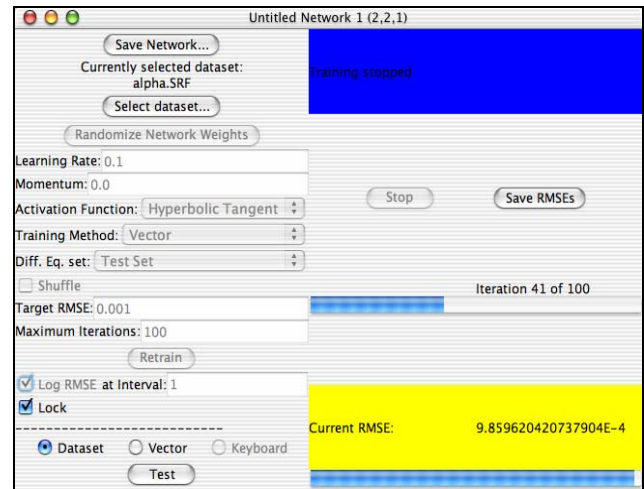 Untitled Network 1 (2,2,1)
Save Network...
Currently selected dataset:
alpha.SRF
Select dataset...
Training stopped
Randomize Network Weights
Learning Rate: 0.1
Momentum: 0.0
Activation Function: Hyperbolic Tangent
Training Method: Vector
Diff. Eq. set: Test Set
Shuffle
Target RMSE: 0.001
Maximum Iterations: 100
Retrain
Log RMSE at Interval: 1
Lock
----------------------------
Dataset Vector Keyboard
Test
Stop
Save RMSEs
Iteration 41 of 100
Current RMSE: 9.859620420737904E-4